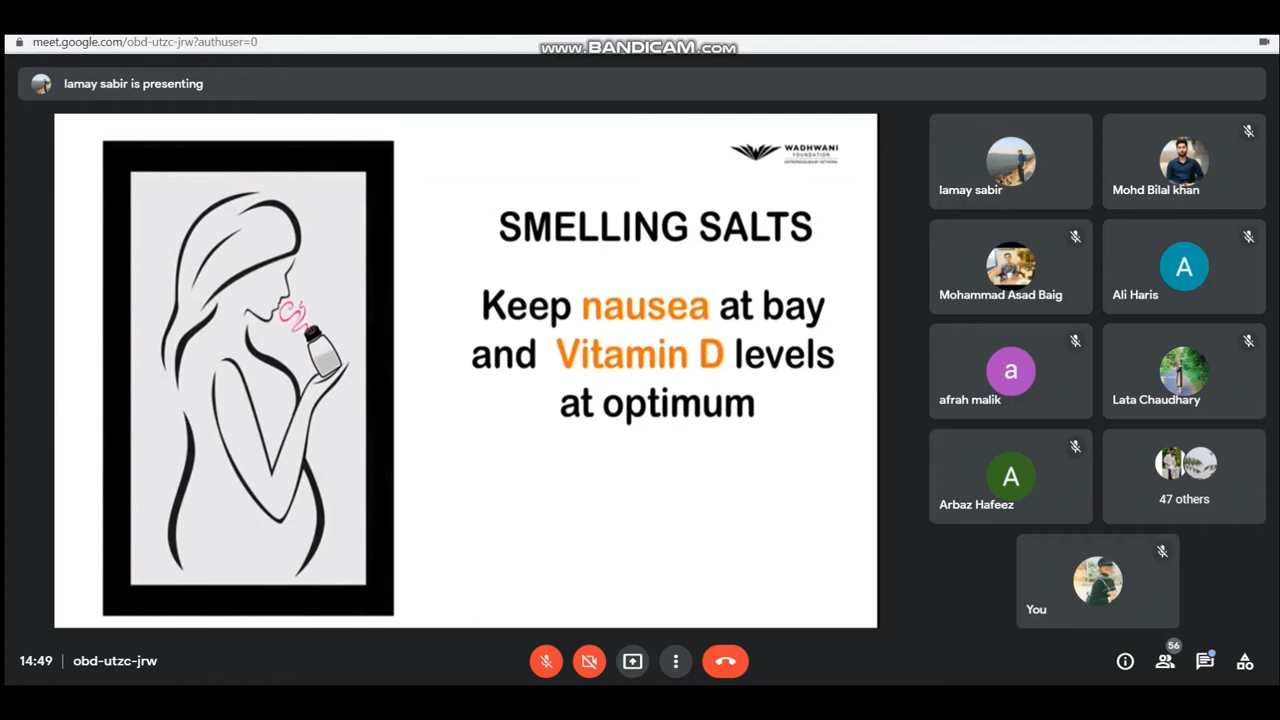 meet.google.com/obd-utzc-jrw?authuser=0
www.BANDICAM.com
lamay sabir is presenting
WADHWANI
FOUNDATION
SMELLING SALTS
Keep nausea at bay
and Vitamin D levels
at optimum
lamay sabir
Mohd Bilal khan
Mohammad Asad Baig
A
Ali Haris
a
afrah malik
Lata Chaudhary
A
Arbaz Hafeez
47 others
You
14:49 | obd-utzc-jrw
56